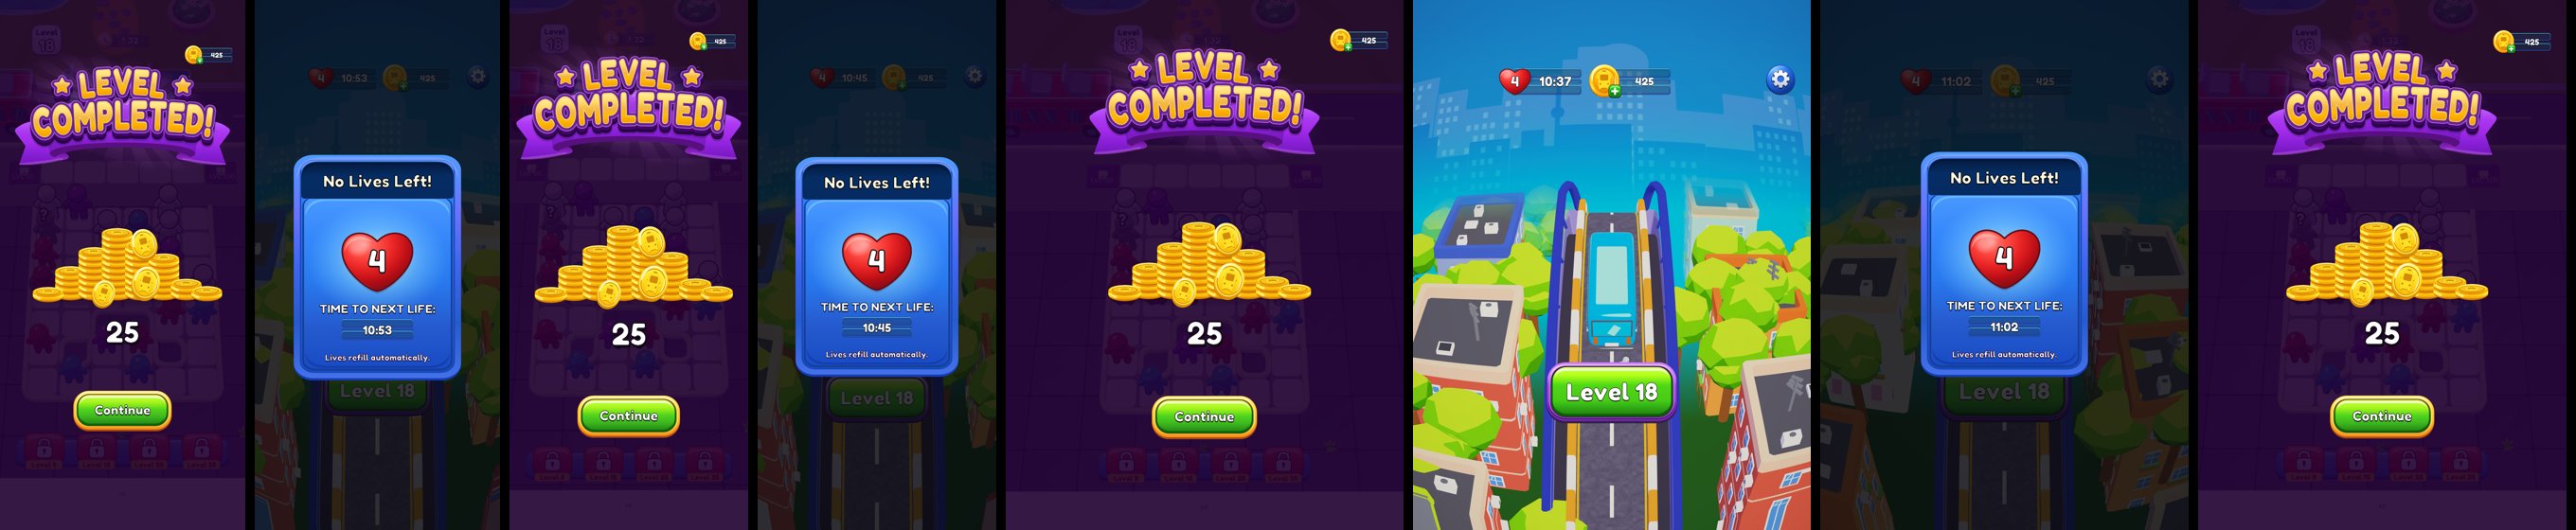 425
LEVEL
COMPLETED!
25
Continue
4
10:53
425
No Lives Left!
4
TIME TO NEXT LIFE:
10:53
Lives refill automatically.
Level 18
Level
18
425
LEVEL
COMPLETED!
25
Continue
4
10:45
425
No Lives Left!
4
TIME TO NEXT LIFE:
10:45
Lives refill automatically.
Level 18
Level
18
425
LEVEL
COMPLETED!
25
Continue
4
10:37
425
Level 18
4
11:02
425
No Lives Left!
4
TIME TO NEXT LIFE:
11:02
Lives refill automatically.
Level 18
425
LEVEL
COMPLETED!
25
Continue